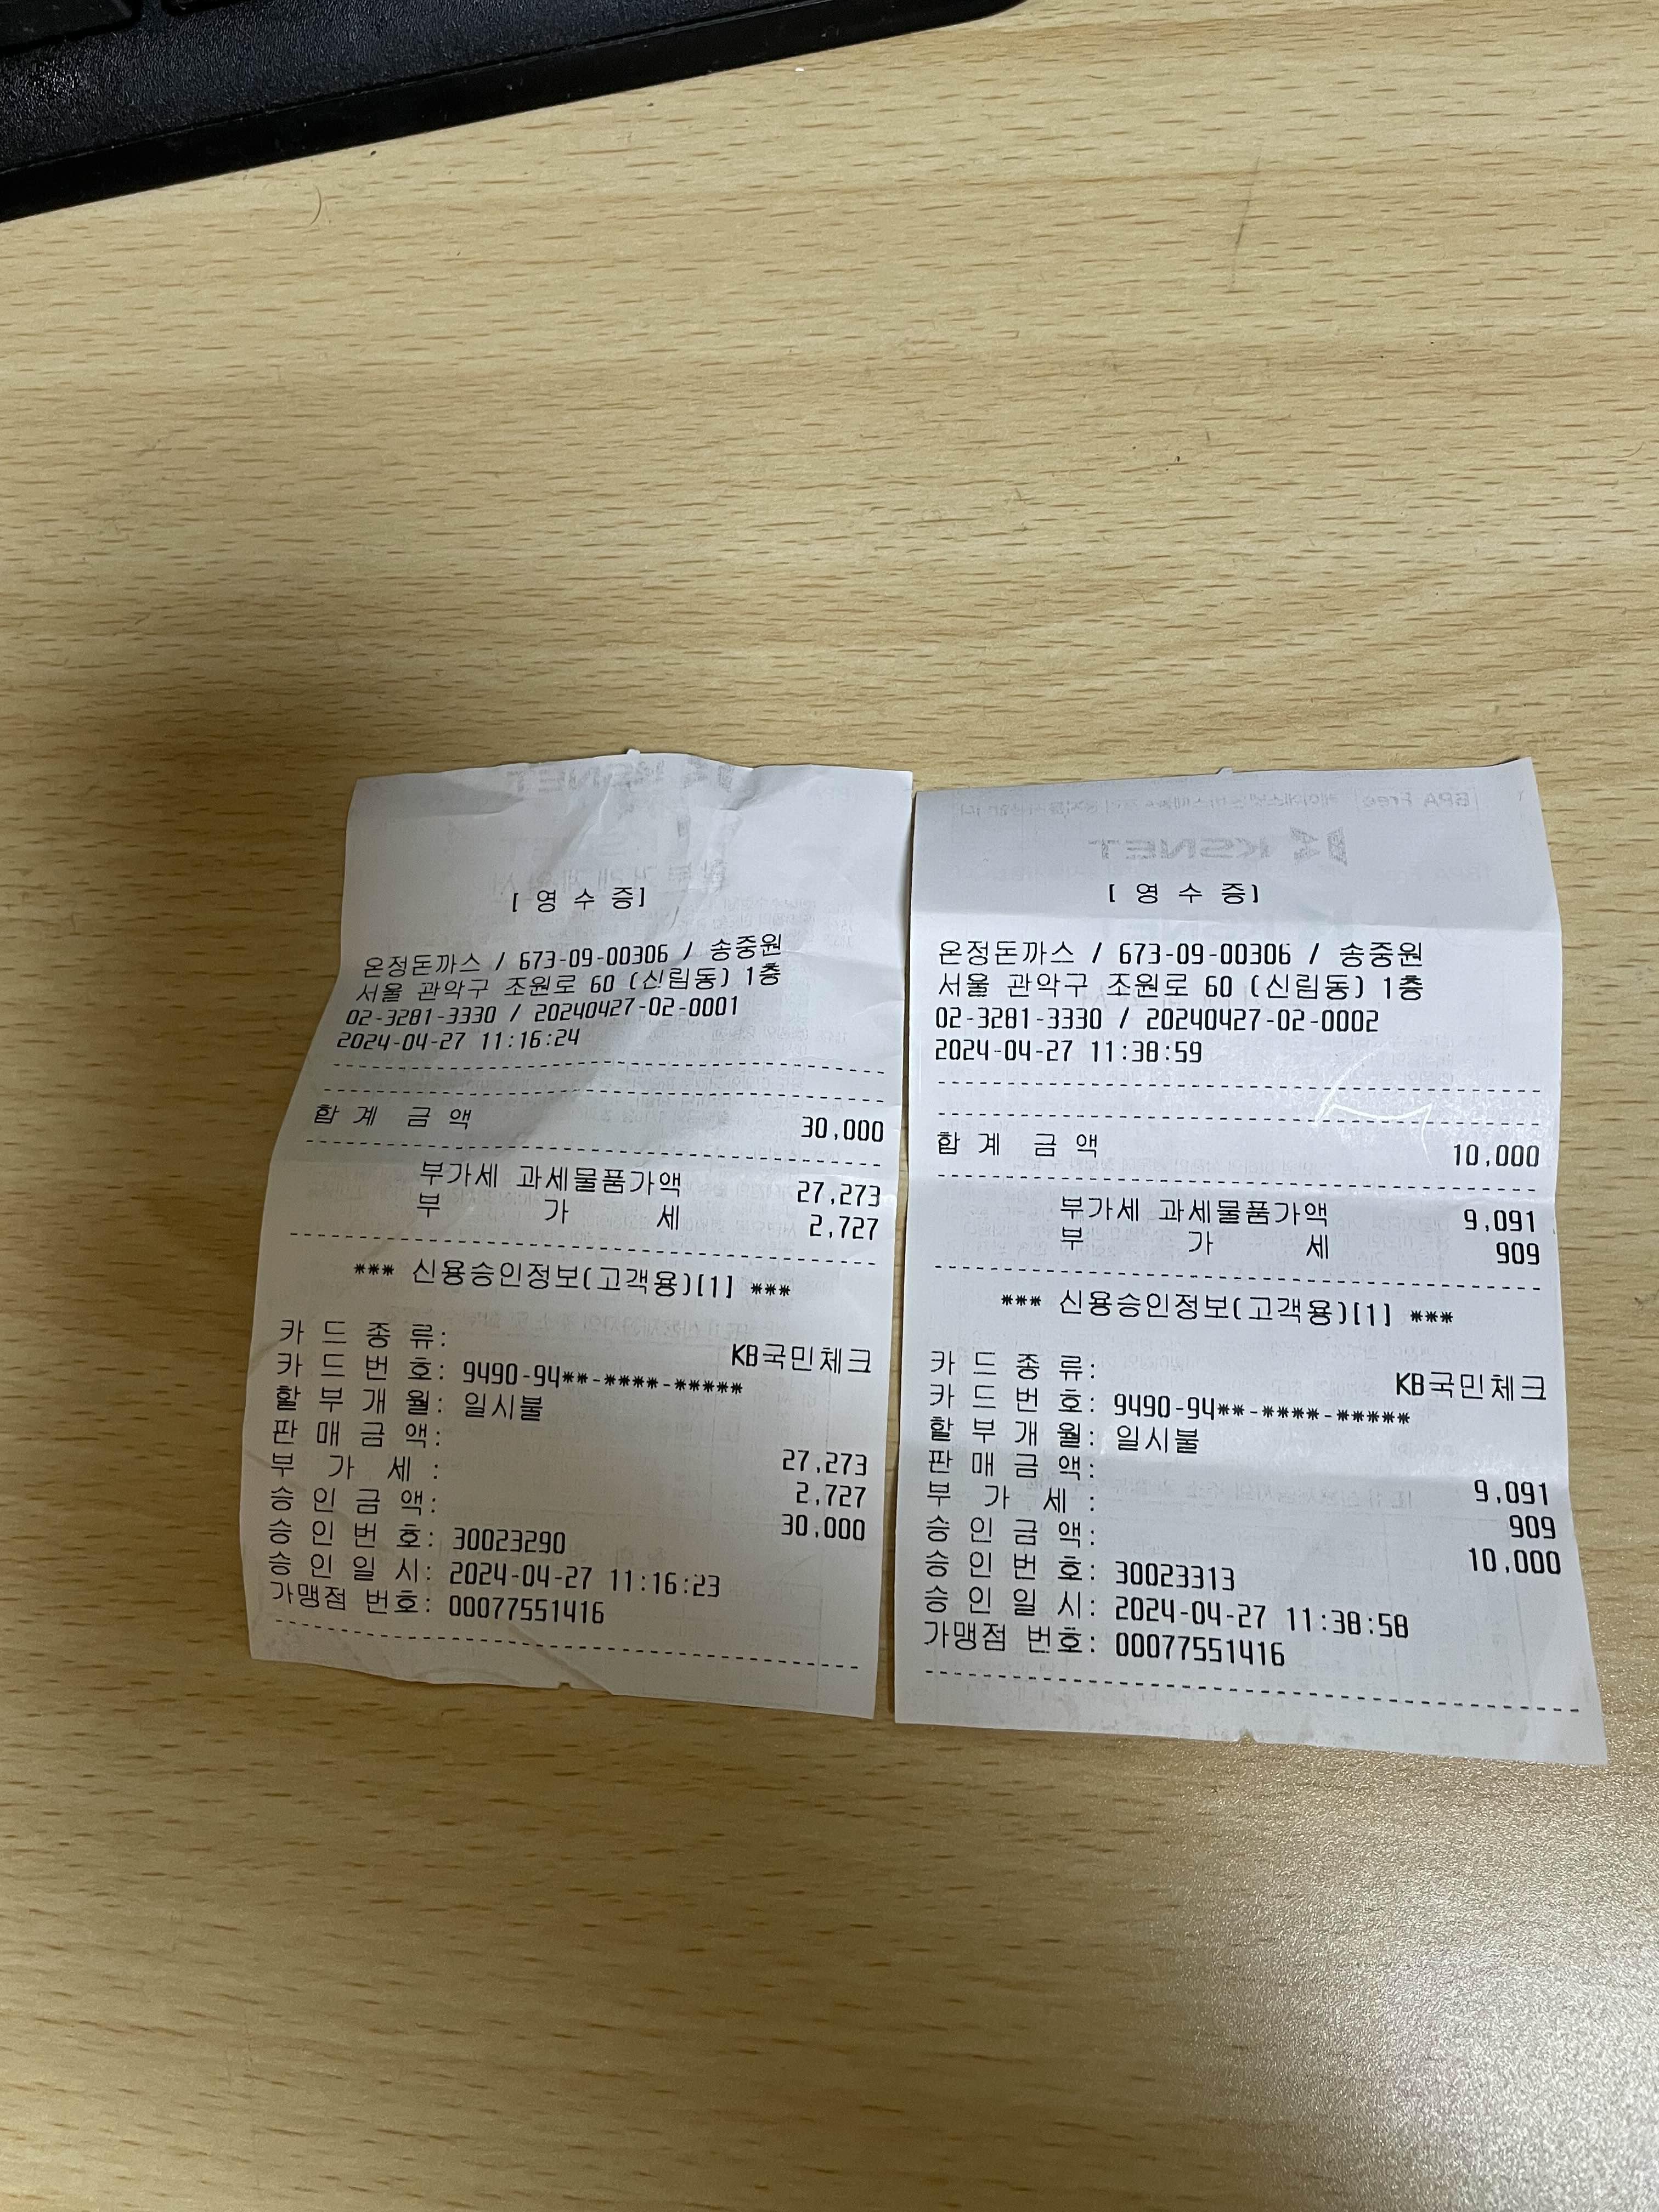 [ 영 수 증]
온정돈까스 / 673-09-00306 / 송중원
서울 관악구 조원로 60 (신림동) 1층
02-3281-3330 / 20240427-02-0001
2024-04-27 11:16:24
합 계 금 액 30,000
부가세 과세물품가액 27,273
부 가 세 2,727
*** 신용승인정보(고객용)[1] ***
카 드 종 류:
KB국민체크
카 드 번 호: 9490-94**-****-*****
할 부 개 월: 일시불
판 매 금 액: 27,273
부 가 세 : 2,727
승 인 금 액: 30,000
승 인 번 호: 30023290
승 인 일 시: 2024-04-27 11:16:23
가맹점 번호: 00077551416
KSNET
[ 영 수 증]
온정돈까스 / 673-09-00306 / 송중원
서울 관악구 조원로 60 (신림동) 1층
02-3281-3330 / 20240427-02-0002
2024-04-27 11:38:59
합 계 금 액 10,000
부가세 과세물품가액 9,091
부 가 세 909
*** 신용승인정보(고객용)[1] ***
카 드 종 류:
KB국민체크
카 드 번 호: 9490-94**-****-*****
할 부 개 월: 일시불
판 매 금 액: 9,091
부 가 세 : 909
승 인 금 액: 10,000
승 인 번 호: 30023313
승 인 일 시: 2024-04-27 11:38:58
가맹점 번호: 00077551416